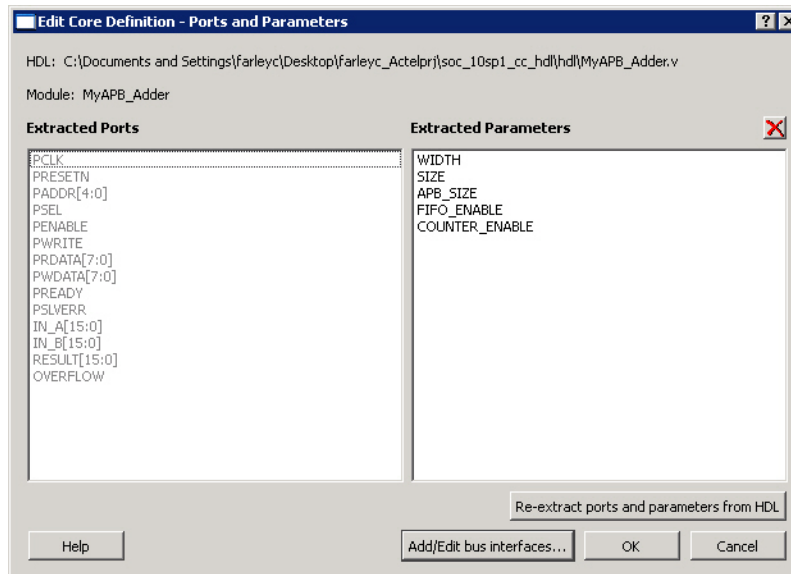 Edit Core Definition - Ports and Parameters
HDL: C:\Documents and Settings\farleyc\Desktop\farleyc_Actelprj\soc_10sp1_cc_hdl\hdl\MyAPB_Adder.v
Module: MyAPB_Adder
Extracted Ports
PCLK
PRESETN
PADDR[4:0]
PSEL
PENABLE
PWRITE
PRDATA[7:0]
PWDATA[7:0]
PREADY
PSLVERR
IN_A[15:0]
IN_B[15:0]
RESULT[15:0]
OVERFLOW
Extracted Parameters
WIDTH
SIZE
APB_SIZE
FIFO_ENABLE
COUNTER_ENABLE
Re-extract ports and parameters from HDL
Help
Add/Edit bus interfaces...
OK
Cancel